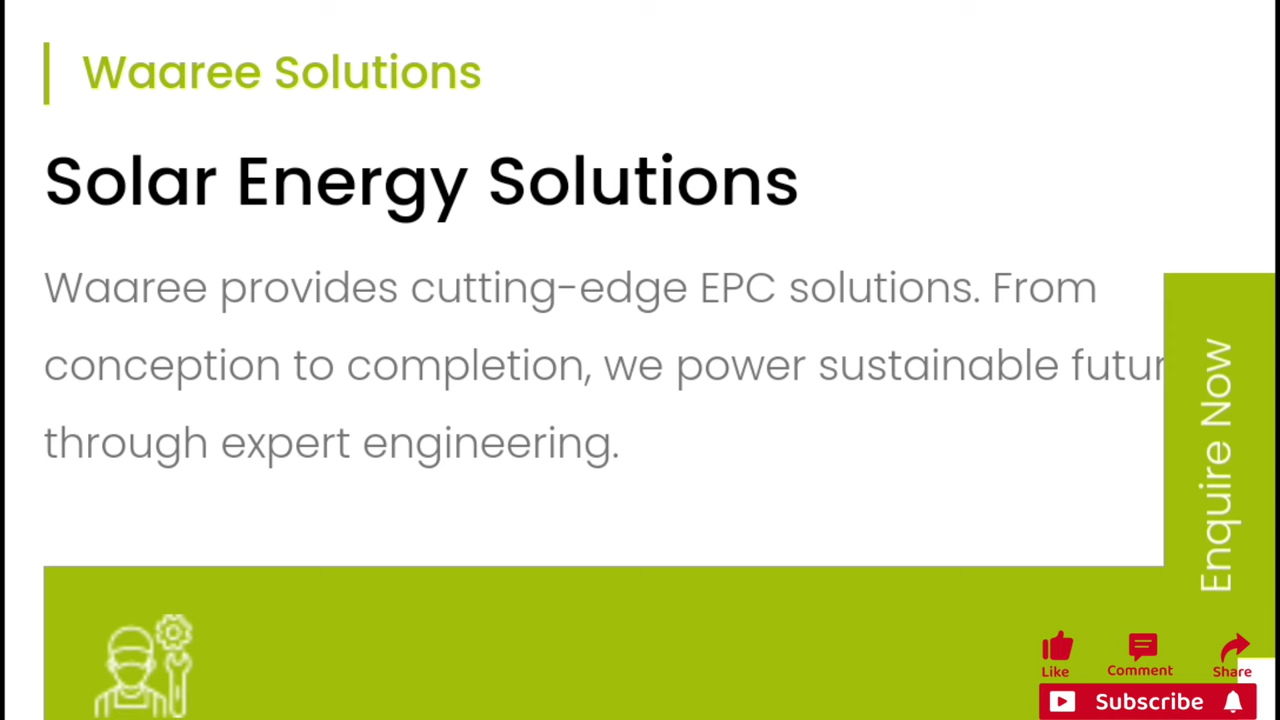 Waaree Solutions
Solar Energy Solutions
Waaree provides cutting-edge EPC solutions. From
conception to completion, we power sustainable futur
through expert engineering.
Enquire Now
Like
Comment
Share
Subscribe